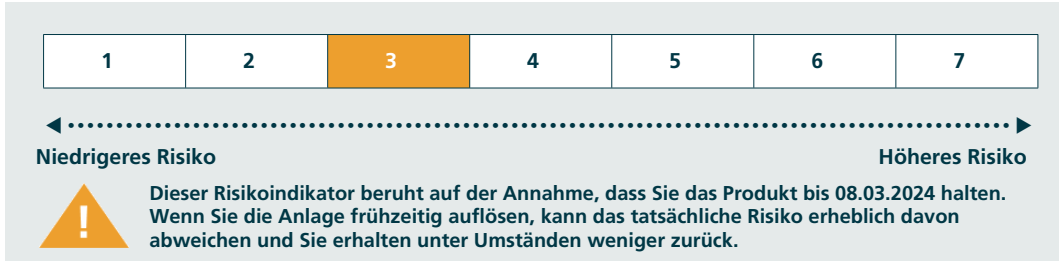 1 2 3 4 5 6 7
Niedrigeres Risiko Höheres Risiko
! Dieser Risikoindikator beruht auf der Annahme, dass Sie das Produkt bis 08.03.2024 halten.
Wenn Sie die Anlage frühzeitig auflösen, kann das tatsächliche Risiko erheblich davon
abweichen und Sie erhalten unter Umständen weniger zurück.